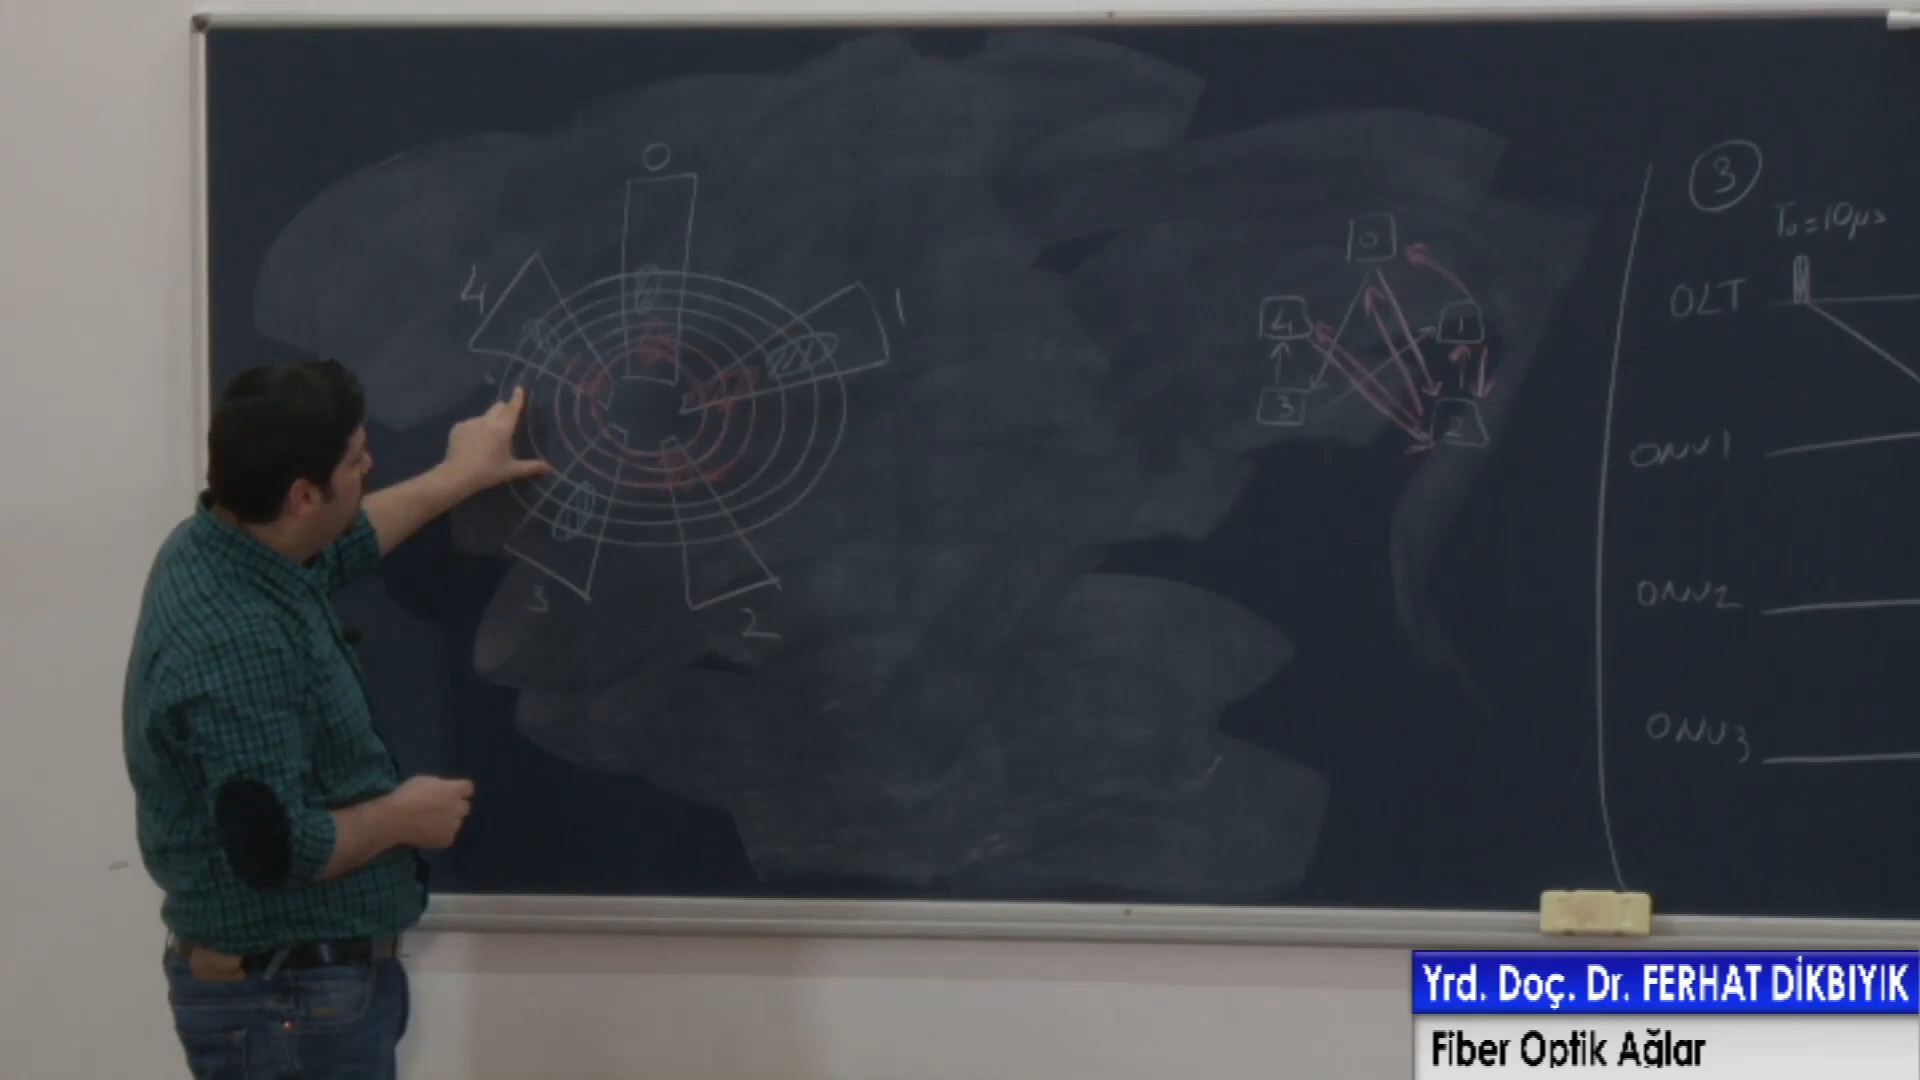 0
4
1
3
2
0
4
1
3
2
3
T₀=10µs
OLT
ONU1
ONU2
ONU3
Yrd. Doç. Dr. FERHAT DİKBIYIK
Fiber Optik Ağlar